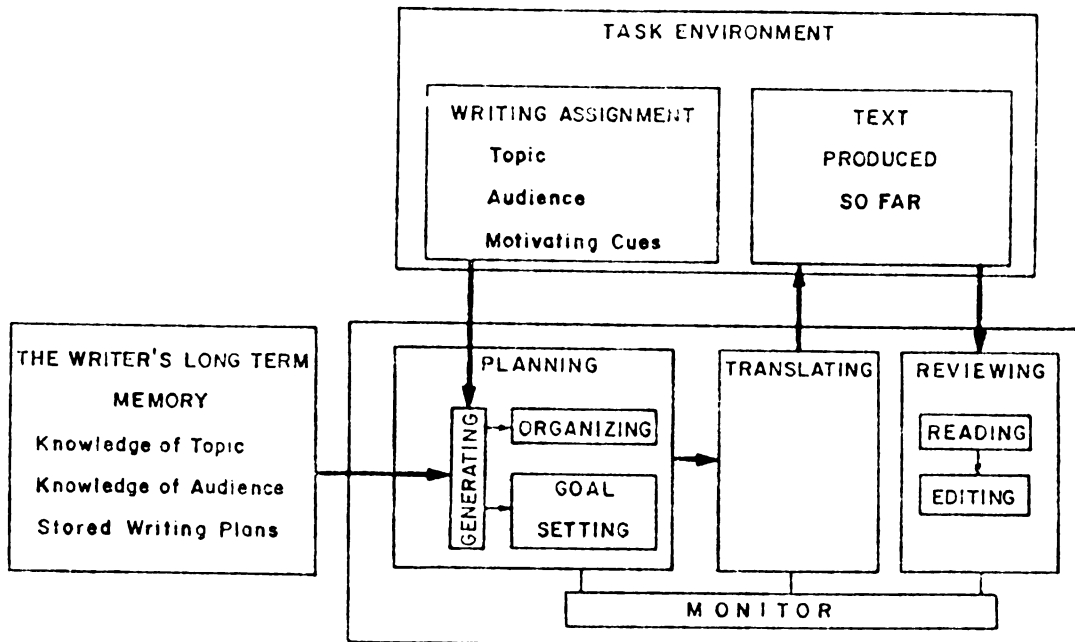 TASK ENVIRONMENT
WRITING ASSIGNMENT
Topic
Audience
Motivating Cues
TEXT
PRODUCED
SO FAR
THE WRITER'S LONG TERM
MEMORY
Knowledge of Topic
Knowledge of Audience
Stored Writing Plans
PLANNING
GENERATING
ORGANIZING
GOAL
SETTING
TRANSLATING
REVIEWING
READING
EDITING
MONITOR